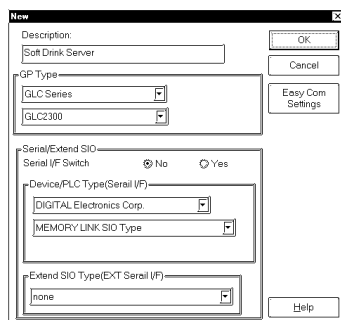 New
Description:
Soft Drink Server
OK
Cancel
Easy Com
Settings
GP Type
GLC Series
GLC2300
Serial/Extend SIO
Serial I/F Switch No Yes
Device/PLC Type(Serail I/F)
DIGITAL Electronics Corp.
MEMORY LINK SIO Type
Extend SIO Type(EXT Serail I/F)
none
Help